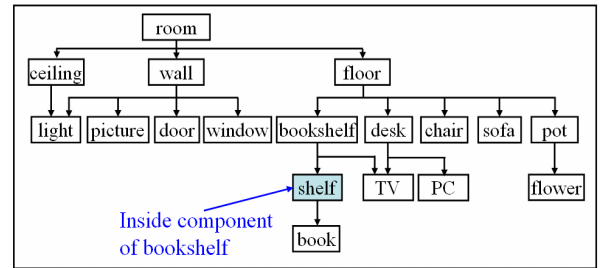 room
ceiling wall floor
light picture door window bookshelf desk chair sofa pot
shelf TV PC flower
Inside component
of bookshelf
book